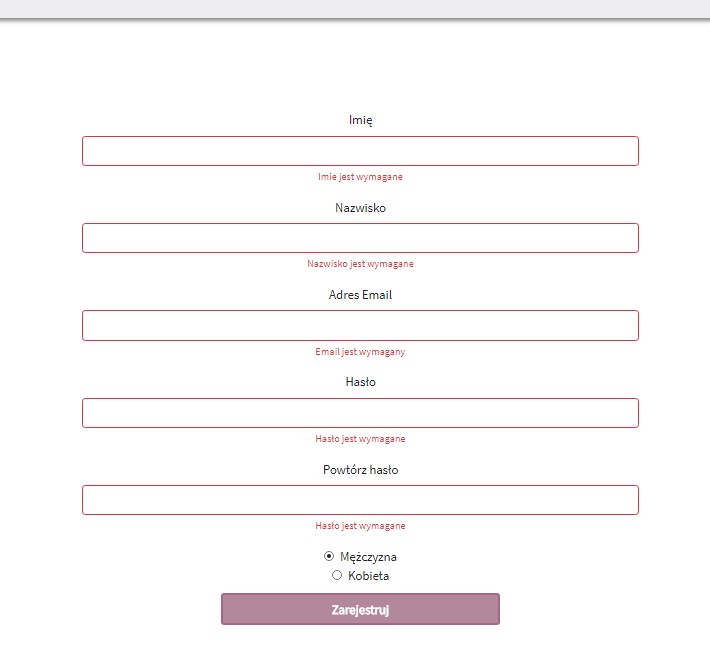 Imię
Imie jest wymagane
Nazwisko
Nazwisko jest wymagane
Adres Email
Email jest wymagany
Hasło
Hasło jest wymagane
Powtórz hasło
Hasło jest wymagane
Mężczyzna
Kobieta
Zarejestruj